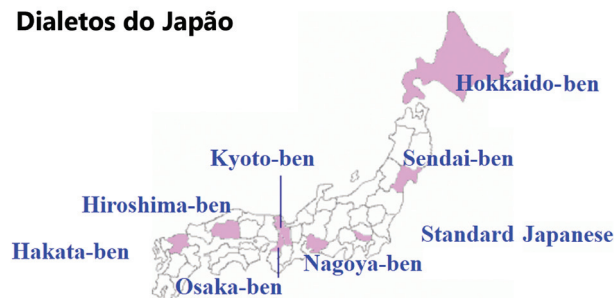 Dialetos do Japão
Hokkaido-ben
Kyoto-ben
Sendai-ben
Hiroshima-ben
Standard Japanese
Hakata-ben
Nagoya-ben
Osaka-ben